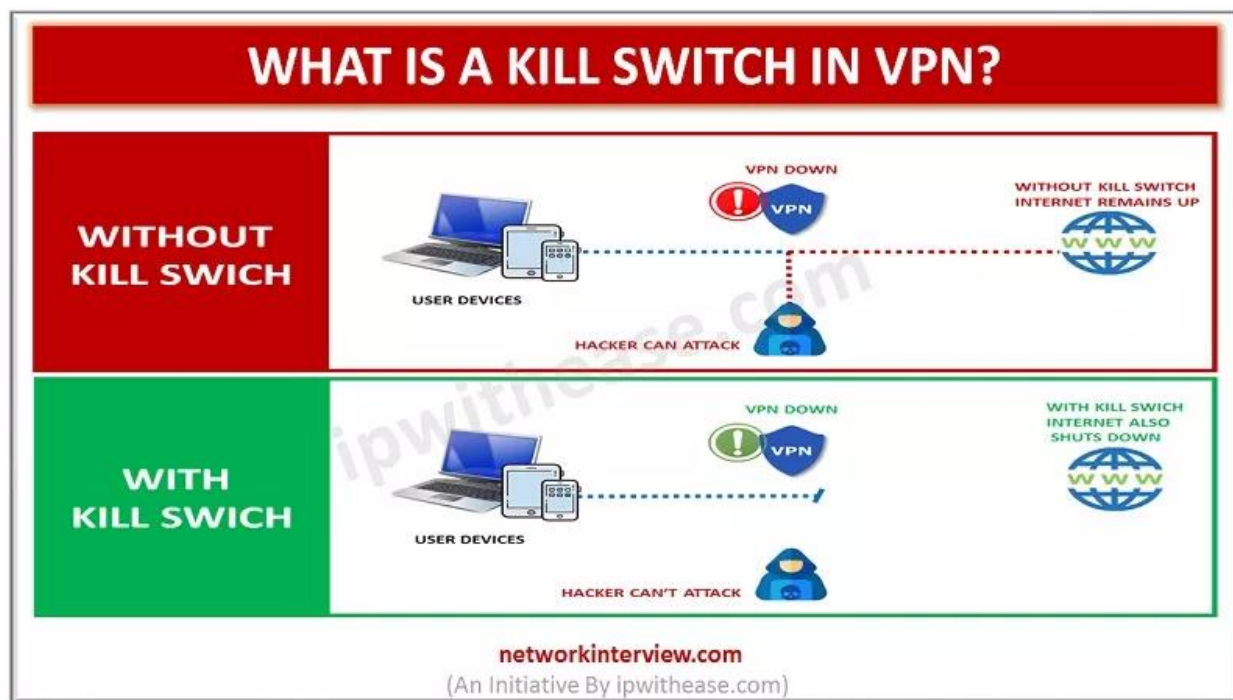 WHAT IS A KILL SWITCH IN VPN?
WITHOUT
KILL SWICH
VPN DOWN
VPN
WITHOUT KILL SWITCH
INTERNET REMAINS UP
WWW
USER DEVICES
HACKER CAN ATTACK
ipwithease.com
WITH
KILL SWICH
VPN DOWN
VPN
WITH KILL SWICH
INTERNET ALSO
SHUTS DOWN
WWW
USER DEVICES
HACKER CAN'T ATTACK
networkinterview.com
(An Initiative By ipwithease.com)